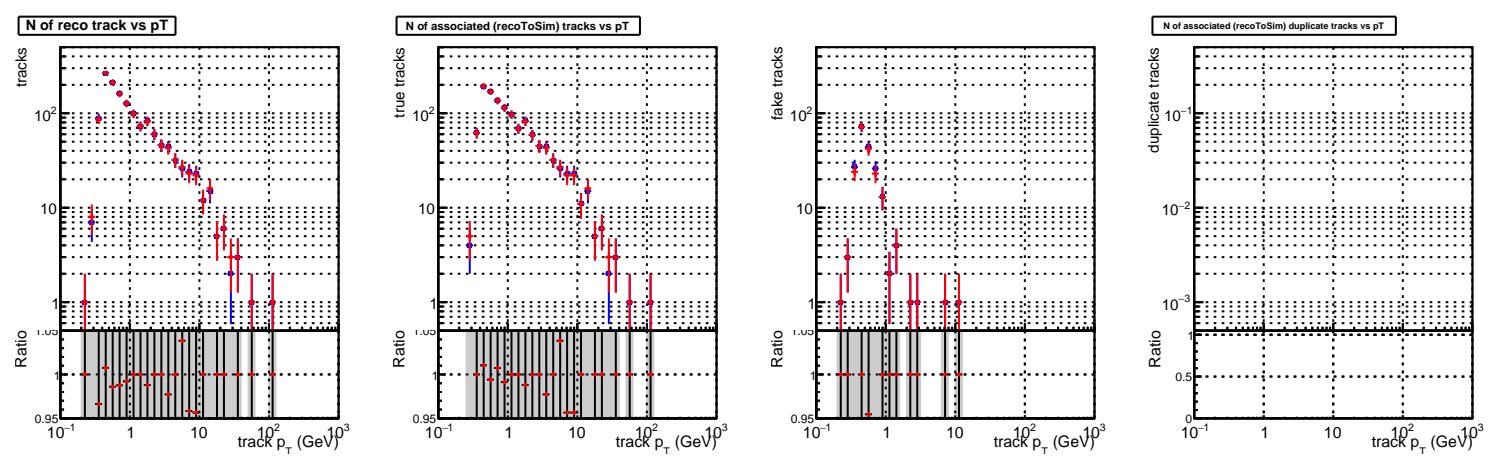 N of reco track vs pT
tracks
10²
10
1
1.05
Ratio
1
0.95
10⁻¹ 1 10 10² 10³
track p_T (GeV)
N of associated (recoToSim) tracks vs pT
true tracks
10²
10
1
1.05
Ratio
1
0.95
10⁻¹ 1 10 10² 10³
track p_T (GeV)
fake tracks
10²
10
1
1.05
Ratio
1
0.95
10⁻¹ 1 10 10² 10³
track p_T (GeV)
N of associated (recoToSim) duplicate tracks vs pT
duplicate tracks
10⁻¹
10⁻²
10⁻³
Ratio
1
0.5
0
10⁻¹ 1 10 10² 10³
track p_T (GeV)